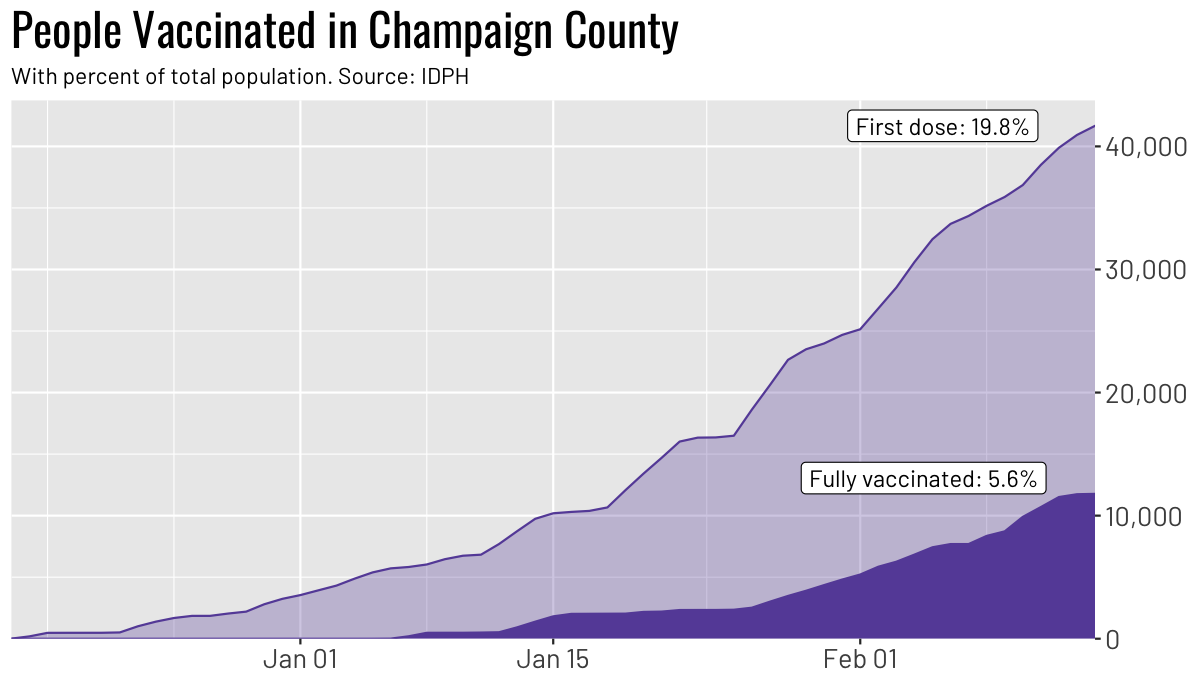 People Vaccinated in Champaign County
With percent of total population. Source: IDPH
First dose: 19.8%
40,000
30,000
20,000
Fully vaccinated: 5.6%
10,000
0
Jan 01 Jan 15 Feb 01